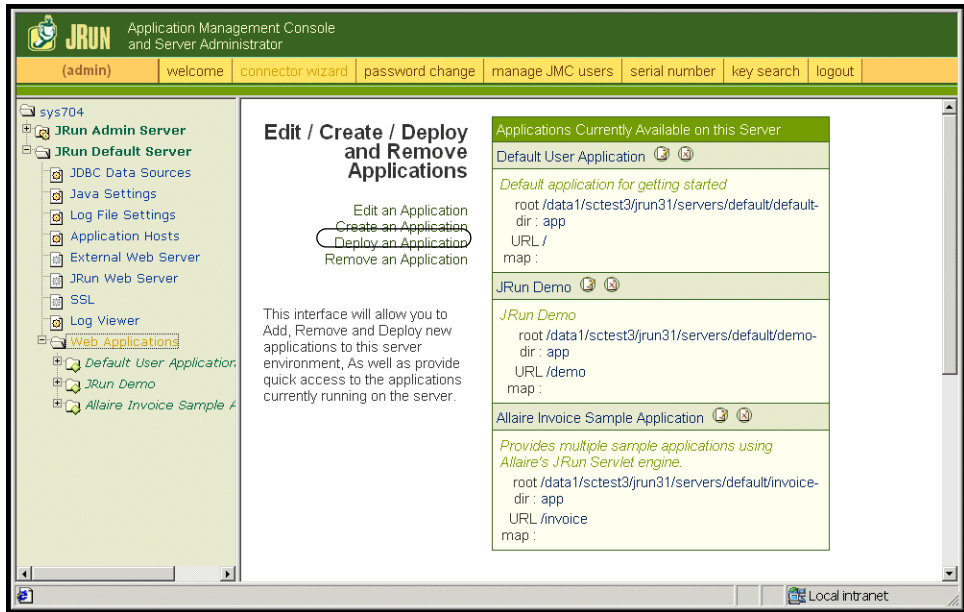 JRUN
Application Management Console
and Server Administrator
(admin)
welcome
connector wizard
password change
manage JMC users
serial number
key search
logout
sys704
JRun Admin Server
JRun Default Server
JDBC Data Sources
Java Settings
Log File Settings
Application Hosts
External Web Server
JRun Web Server
SSL
Log Viewer
Web Applications
Default User Application
JRun Demo
Allaire Invoice Sample A
Edit / Create / Deploy
and Remove
Applications
Edit an Application
Create an Application
Deploy an Application
Remove an Application
This interface will allow you to
Add, Remove and Deploy new
applications to this server
environment, As well as provide
quick access to the applications
currently running on the server.
Applications Currently Available on this Server
Default User Application
Default application for getting started
root /data1/sctest3/jrun31/servers/default/default-
dir : app
URL /
map :
JRun Demo
JRun Demo
root /data1/sctest3/jrun31/servers/default/demo-
dir : app
URL /demo
map :
Allaire Invoice Sample Application
Provides multiple sample applications using
Allaire's JRun Servlet engine.
root /data1/sctest3/jrun31/servers/default/invoice-
dir : app
URL /invoice
map :
Local intranet